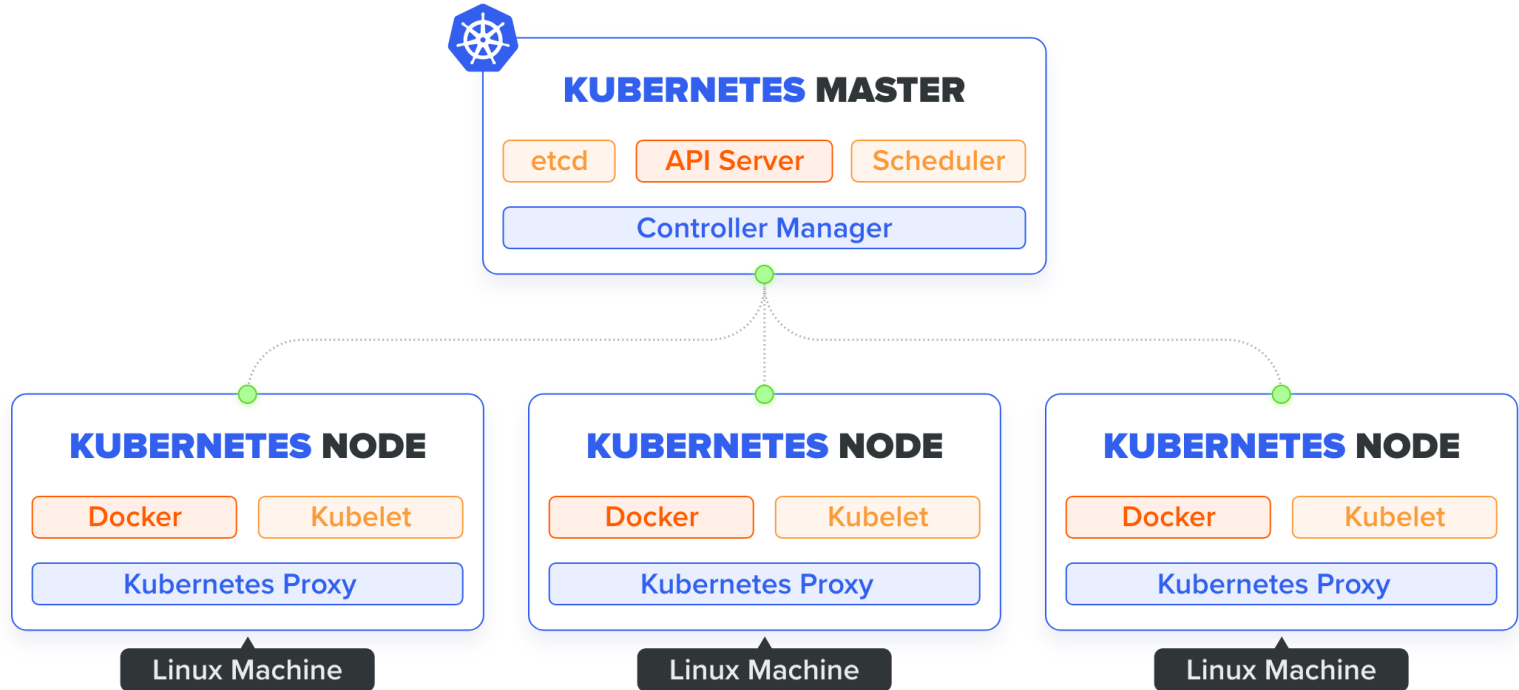 KUBERNETES MASTER
etcd API Server Scheduler
Controller Manager
KUBERNETES NODE
Docker Kubelet
Kubernetes Proxy
Linux Machine
KUBERNETES NODE
Docker Kubelet
Kubernetes Proxy
Linux Machine
KUBERNETES NODE
Docker Kubelet
Kubernetes Proxy
Linux Machine